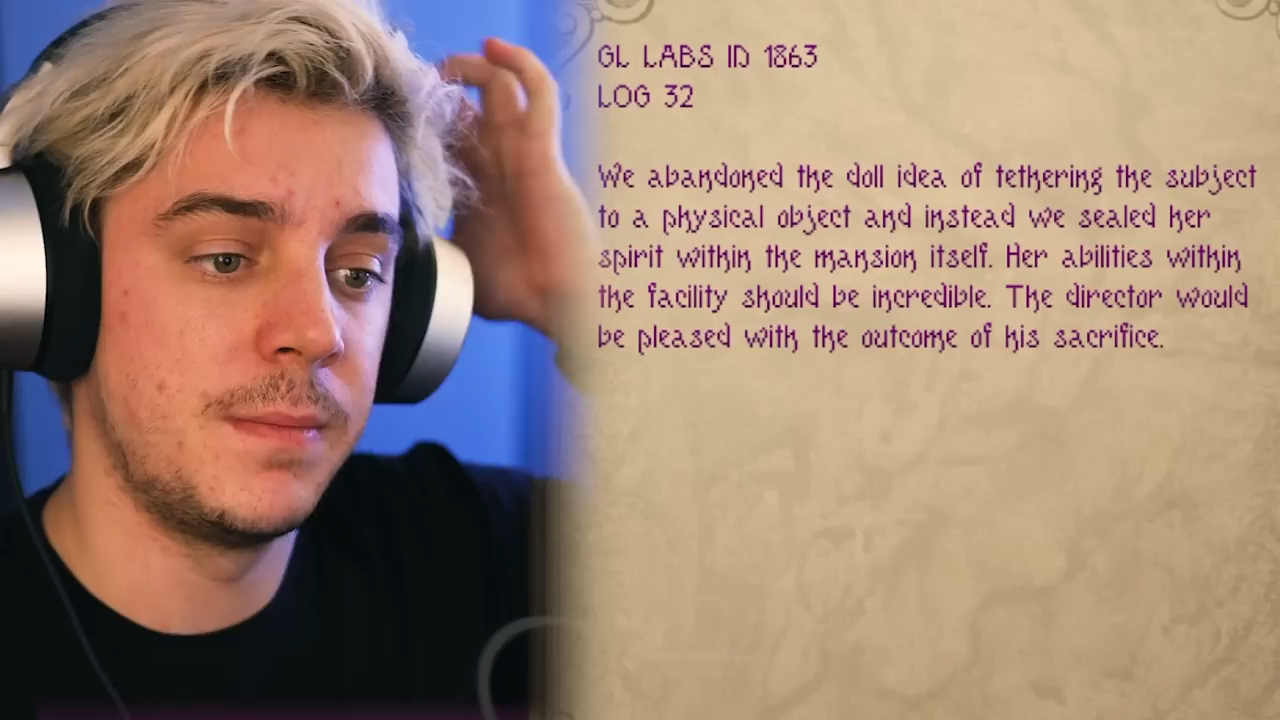 GL LABS ID 1863
LOG 32
We abandoned the doll idea of tethering the subject
to a physical object and instead we sealed her
spirit within the mansion itself. Her abilities within
the facility should be incredible. The director would
be pleased with the outcome of his sacrifice.